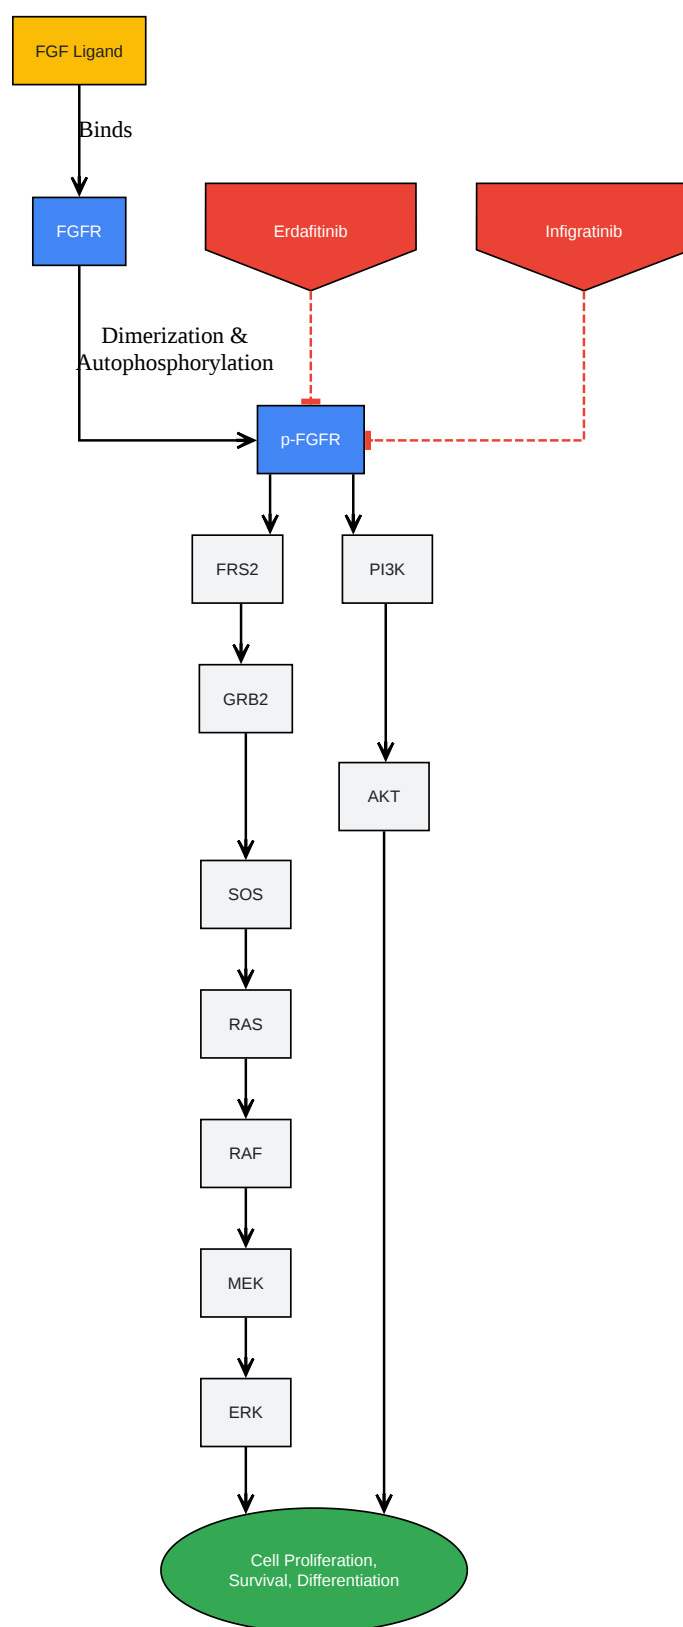 FGF Ligand
Binds
FGFR
Erdafitinib
Infigratinib
Dimerization &
Autophosphorylation
p-FGFR
FRS2
PI3K
GRB2
AKT
SOS
RAS
RAF
MEK
ERK
Cell Proliferation,
Survival, Differentiation